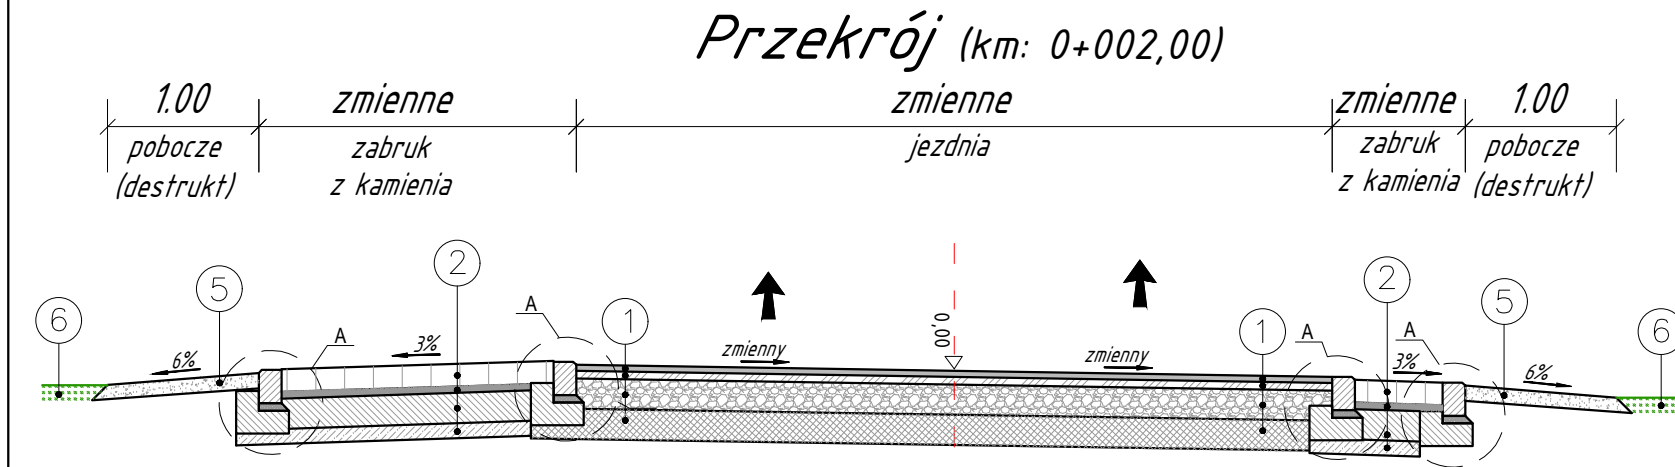 Przekrój (km: 0+002,00)
1.00 zmienne zmienne zmienne 1.00
pobocze zabruk jezdnia zabruk pobocze
(destrukt) z kamienia z kamienia (destrukt)
2 2
5 A 5
6 1 0,00 1 A A 6
A
6% 3% zmienny zmienny 3% 6%